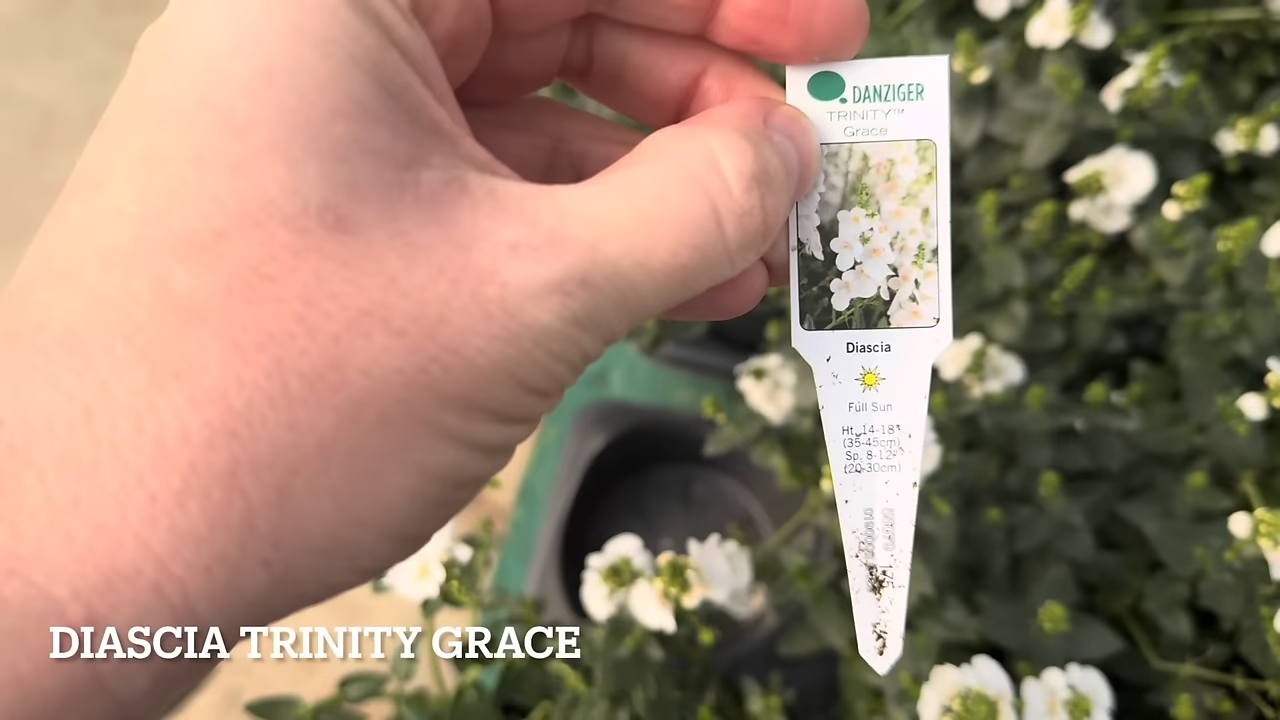 DANZIGER
TRINITY™
Grace
Diascia
Full Sun
Ht. 14-18"
(35-45cm)
Sp. 8-12"
(20-30cm)
DIASCIA TRINITY GRACE